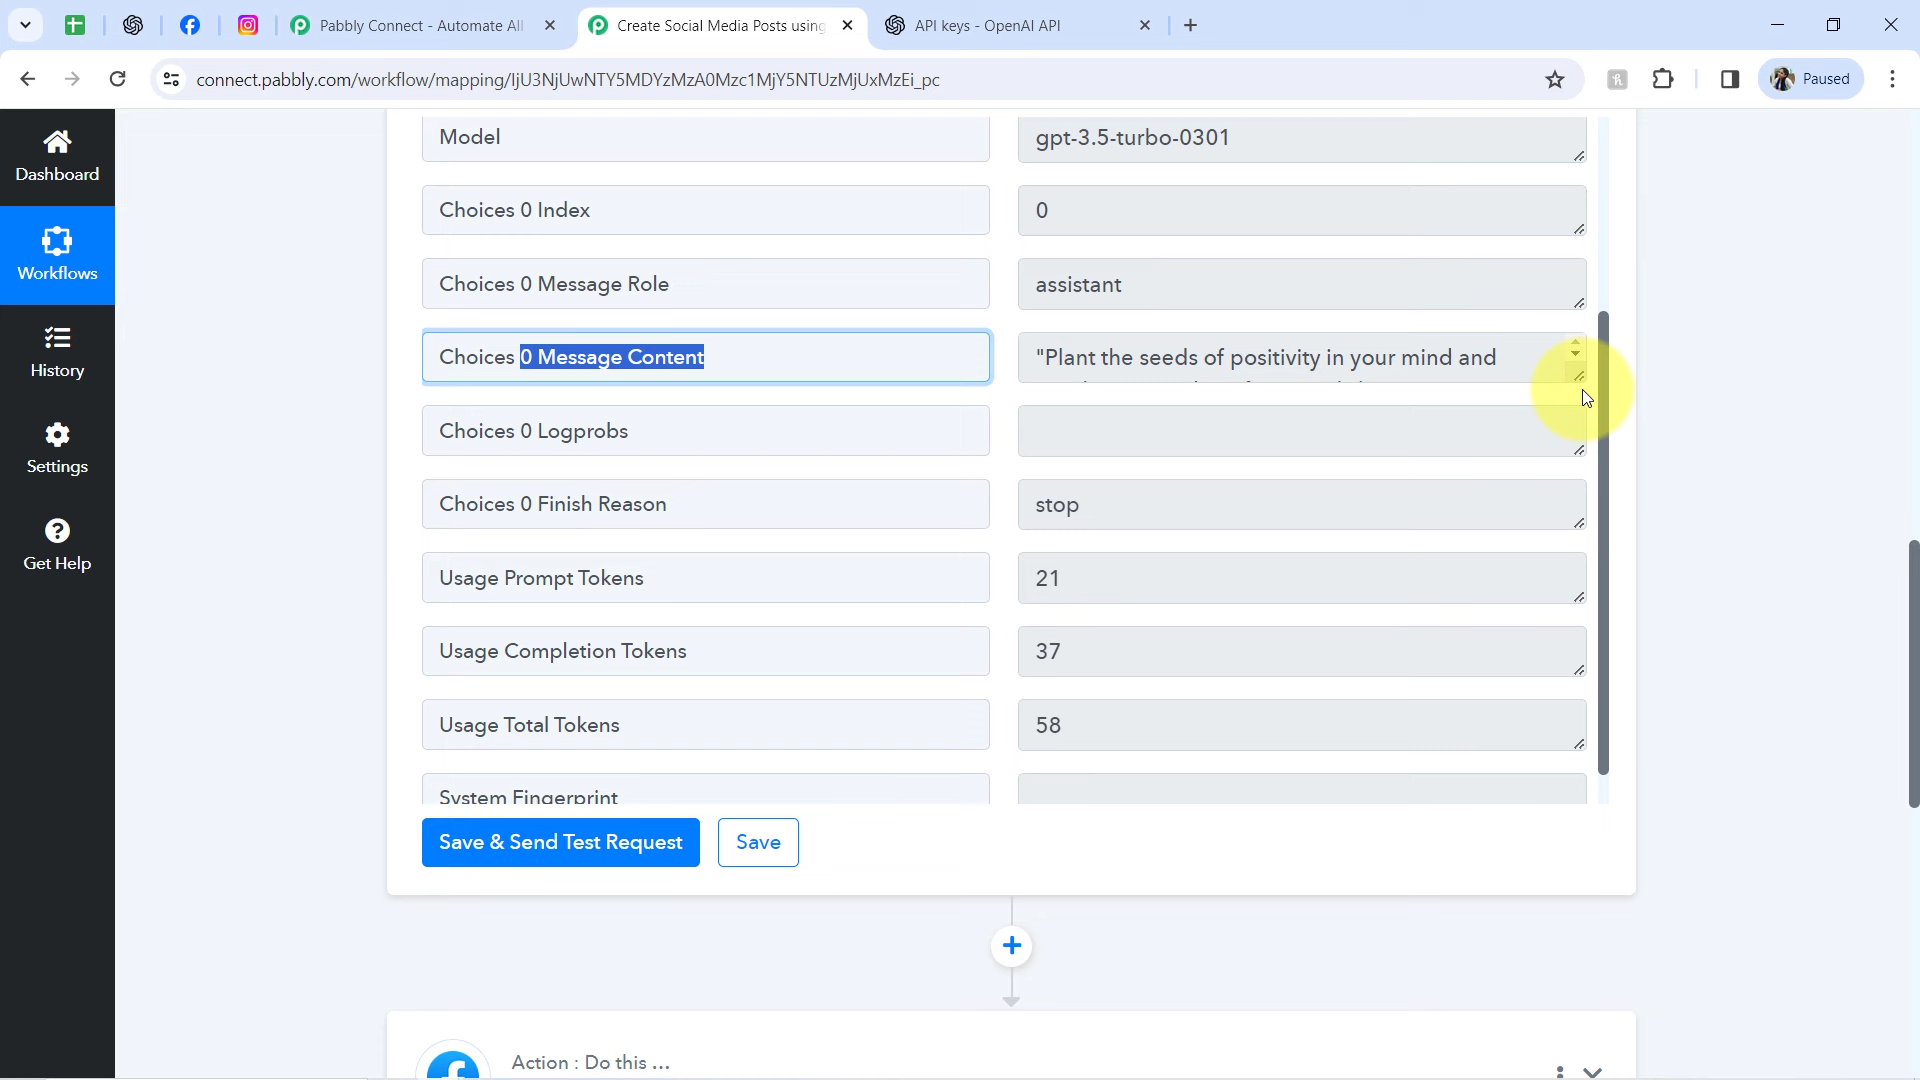 Pabbly Connect - Automate All
Create Social Media Posts using
API keys - OpenAI API
connect.pabbly.com/workflow/mapping/IjU3NjUwNTY5MDYzMzA0Mzc1MjY5NTUzMjUxMzEi_pc
Paused
Dashboard
Workflows
History
Settings
Get Help
Model
gpt-3.5-turbo-0301
Choices 0 Index
0
Choices 0 Message Role
assistant
Choices 0 Message Content
"Plant the seeds of positivity in your mind and
Choices 0 Logprobs
Choices 0 Finish Reason
stop
Usage Prompt Tokens
21
Usage Completion Tokens
37
Usage Total Tokens
58
System Fingerprint
Save & Send Test Request
Save
Action : Do this ...